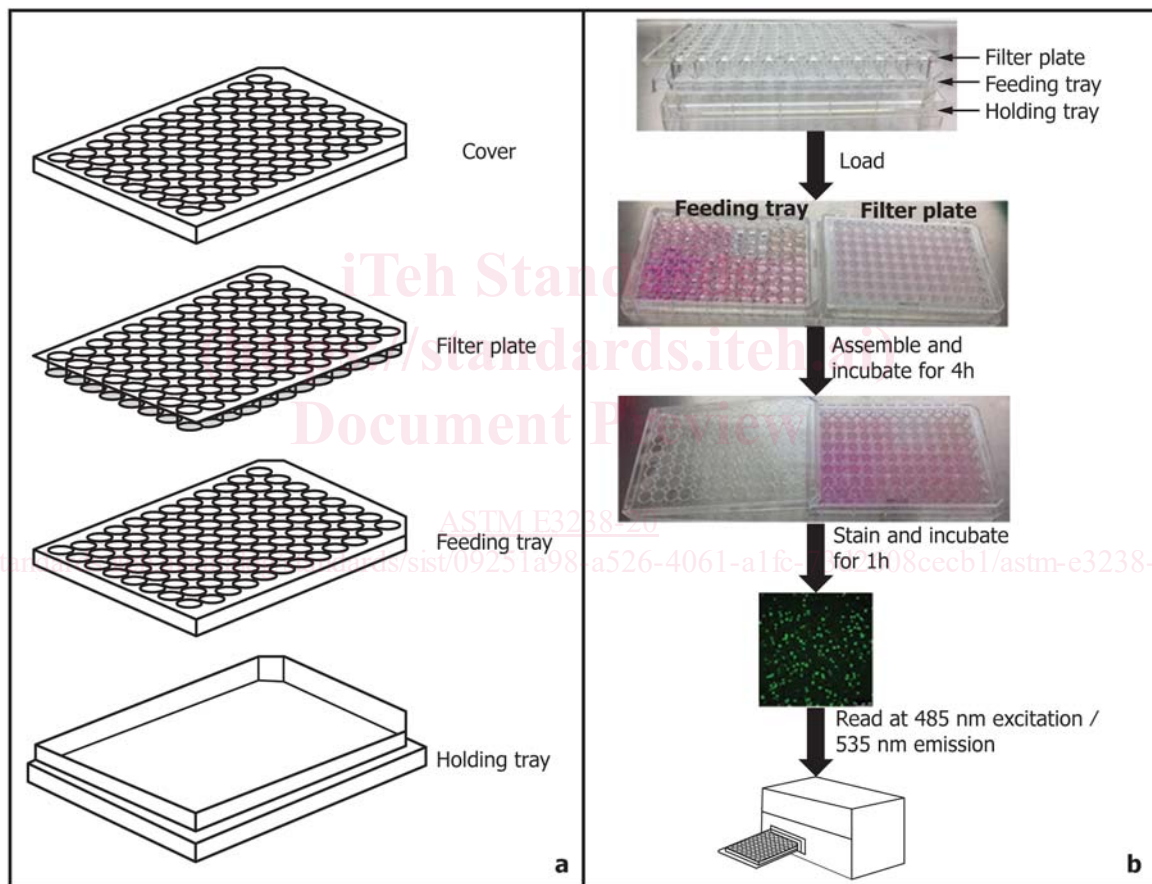 Cover
Filter plate
Feeding tray
Holding tray
a
Filter plate
Feeding tray
Holding tray
Load
Feeding tray
Filter plate
Assemble and
incubate for 4h
Stain and incubate
for 1h
Read at 485 nm excitation /
535 nm emission
b
iTeh Standards
(https://standards.iteh.ai)
Document Preview
ASTM E3238-20